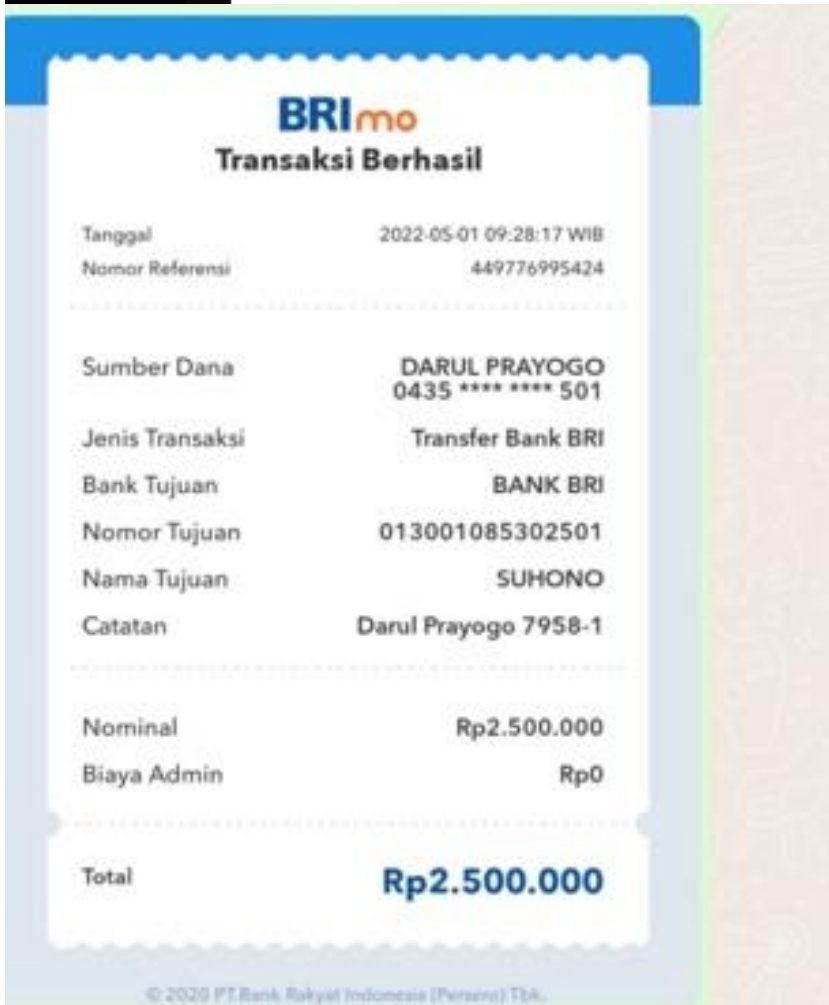 BRImo
Transaksi Berhasil
Tanggal 2022-05-01 09:28:17 WIB
Nomor Referensi 449776995424
Sumber Dana DARUL PRAYOGO
0435 **** **** 501
Jenis Transaksi Transfer Bank BRI
Bank Tujuan BANK BRI
Nomor Tujuan 013001085302501
Nama Tujuan SUHONO
Catatan Darul Prayogo 7958-1
Nominal Rp2.500.000
Biaya Admin Rp0
Total Rp2.500.000
© 2020 PT.Bank Rakyat Indonesia (Persero) Tbk.